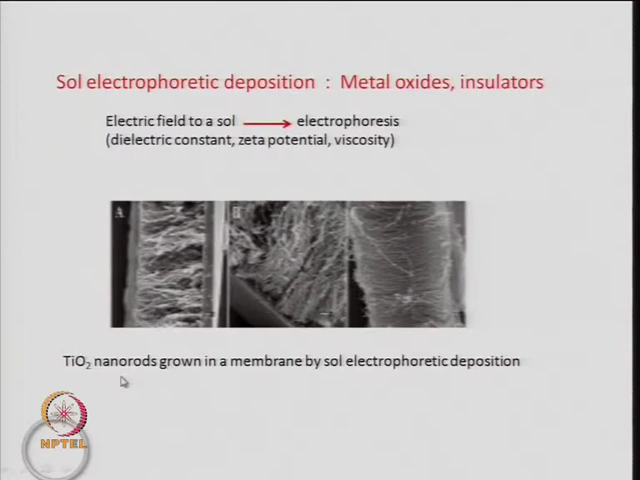 Sol electrophoretic deposition : Metal oxides, insulators
Electric field to a sol → electrophoresis
(dielectric constant, zeta potential, viscosity)
A
TiO₂ nanorods grown in a membrane by sol electrophoretic deposition
NPTEL